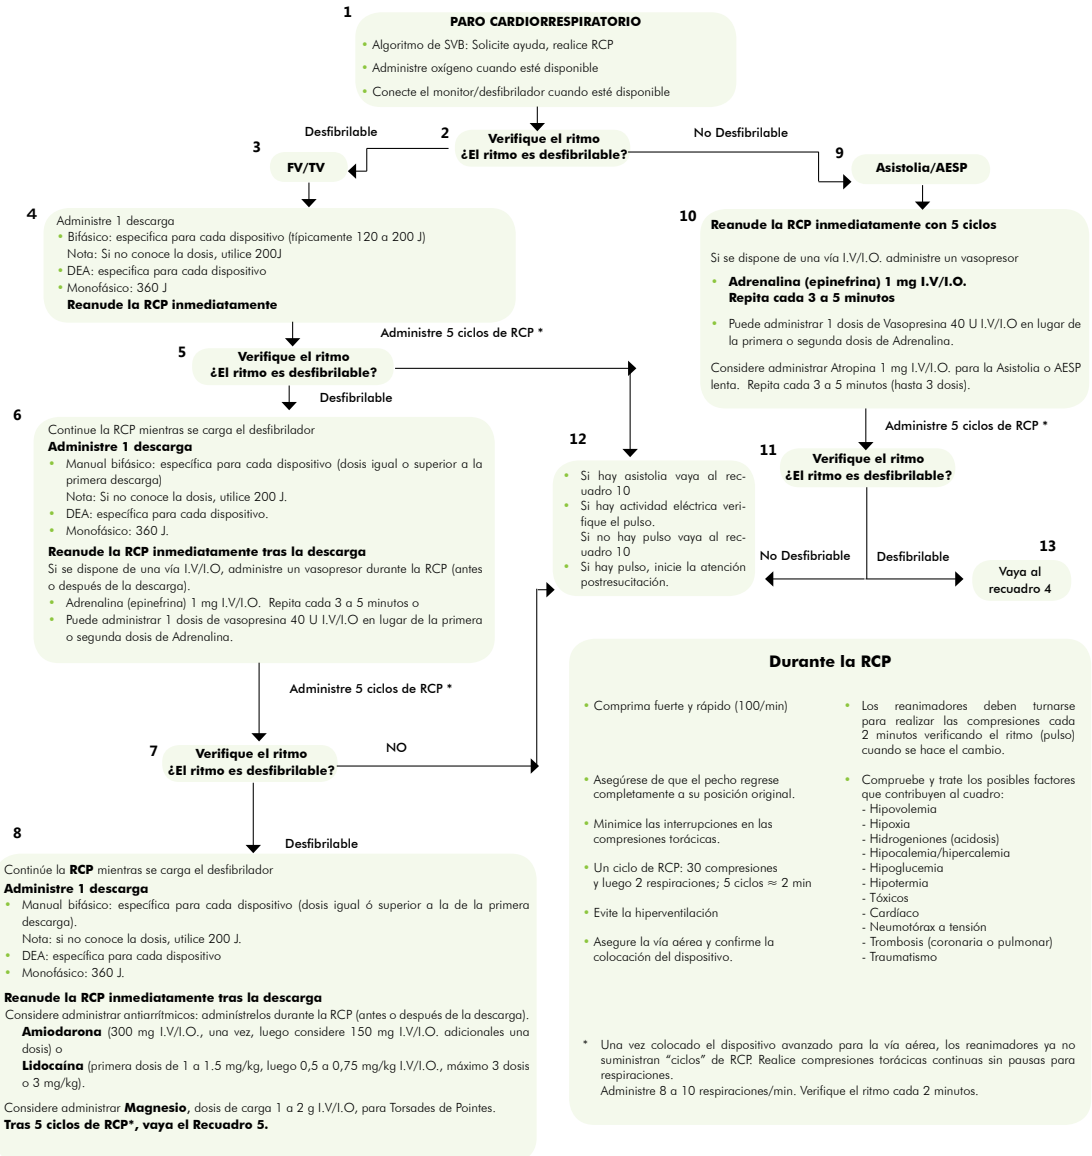 1
PARO CARDIORRESPIRATORIO
• Algoritmo de SVB: Solicite ayuda, realice RCP
• Administre oxígeno cuando esté disponible
• Conecte el monitor/desfibrilador cuando esté disponible
Desfibrilable
2
Verifique el ritmo
¿El ritmo es desfibrilable?
No Desfibrilable
3
FV/TV
9
Asistolia/AESP
4
Administre 1 descarga
• Bifásico: especifica para cada dispositivo (típicamente 120 a 200 J)
Nota: Si no conoce la dosis, utilice 200J
• DEA: especifica para cada dispositivo
• Monofásico: 360 J
Reanude la RCP inmediatamente
10
Reanude la RCP inmediatamente con 5 ciclos
Si se dispone de una vía I.V/I.O. administre un vasopresor
• Adrenalina (epinefrina) 1 mg I.V/I.O.
Repita cada 3 a 5 minutos
• Puede administrar 1 dosis de Vasopresina 40 U I.V/I.O en lugar de
la primera o segunda dosis de Adrenalina.
Considere administrar Atropina 1 mg I.V/I.O. para la Asistolia o AESP
lenta. Repita cada 3 a 5 minutos (hasta 3 dosis).
Administre 5 ciclos de RCP *
5
Verifique el ritmo
¿El ritmo es desfibrilable?
Desfibrilable
6
Continue la RCP mientras se carga el desfibrilador
Administre 1 descarga
• Manual bifásico: específica para cada dispositivo (dosis igual o superior a la
primera descarga)
Nota: Si no conoce la dosis, utilice 200 J.
• DEA: específica para cada dispositivo.
• Monofásico: 360 J.
Reanude la RCP inmediatamente tras la descarga
Si se dispone de una vía I.V/I.O, administre un vasopresor durante la RCP (antes
o después de la descarga).
• Adrenalina (epinefrina) 1 mg I.V/I.O. Repita cada 3 a 5 minutos o
• Puede administrar 1 dosis de vasopresina 40 U I.V/I.O en lugar de la primera
o segunda dosis de Adrenalina.
12
• Si hay asistolia vaya al rec-
uadro 10
• Si hay actividad eléctrica veri-
fique el pulso.
Si no hay pulso vaya al rec-
uadro 10
• Si hay pulso, inicie la atención
postresucitación.
Administre 5 ciclos de RCP *
11
Verifique el ritmo
¿El ritmo es desfibrilable?
No Desfibriable
Desfibrilable
13
Vaya al
recuadro 4
Administre 5 ciclos de RCP *
7
Verifique el ritmo
¿El ritmo es desfibrilable?
NO
Desfibrilable
8
Continúe la RCP mientras se carga el desfibrilador
Administre 1 descarga
• Manual bifásico: específica para cada dispositivo (dosis igual ó superior a la de la primera
descarga).
Nota: si no conoce la dosis, utilice 200 J.
• DEA: específica para cada dispositivo
• Monofásico: 360 J.
Reanude la RCP inmediatamente tras la descarga
Considere administrar antiarrítmicos: adminístrelos durante la RCP (antes o después de la descarga).
Amiodarona (300 mg I.V/I.O., una vez, luego considere 150 mg I.V/I.O. adicionales una
dosis) o
Lidocaína (primera dosis de 1 a 1.5 mg/kg, luego 0,5 a 0,75 mg/kg I.V/I.O., máximo 3 dosis
o 3 mg/kg).
Considere administrar Magnesio, dosis de carga 1 a 2 g I.V/I.O, para Torsades de Pointes.
Tras 5 ciclos de RCP*, vaya el Recuadro 5.
Durante la RCP
• Comprima fuerte y rápido (100/min)
• Asegúrese de que el pecho regrese
completamente a su posición original.
• Minimice las interrupciones en las
compresiones torácicas.
• Un ciclo de RCP: 30 compresiones
y luego 2 respiraciones; 5 ciclos ≈ 2 min
• Evite la hiperventilación
• Asegure la vía aérea y confirme la
colocación del dispositivo.
• Los reanimadores deben turnarse
para realizar las compresiones cada
2 minutos verificando el ritmo (pulso)
cuando se hace el cambio.
• Compruebe y trate los posibles factores
que contribuyen al cuadro:
- Hipovolemia
- Hipoxia
- Hidrogeniones (acidosis)
- Hipocalemia/hipercalemia
- Hipoglucemia
- Hipotermia
- Tóxicos
- Cardíaco
- Neumotórax a tensión
- Trombosis (coronaria o pulmonar)
- Traumatismo
* Una vez colocado el dispositivo avanzado para la vía aérea, los reanimadores ya no
suministran “ciclos” de RCP. Realice compresiones torácicas continuas sin pausas para
respiraciones.
Administre 8 a 10 respiraciones/min. Verifique el ritmo cada 2 minutos.